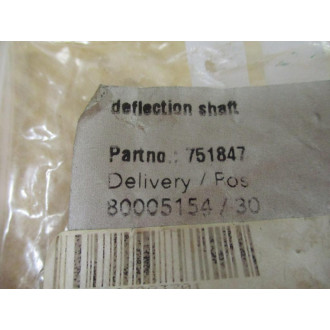 deflection shaft
Partno.: 751847
Delivery / Pos
80005154 / 30